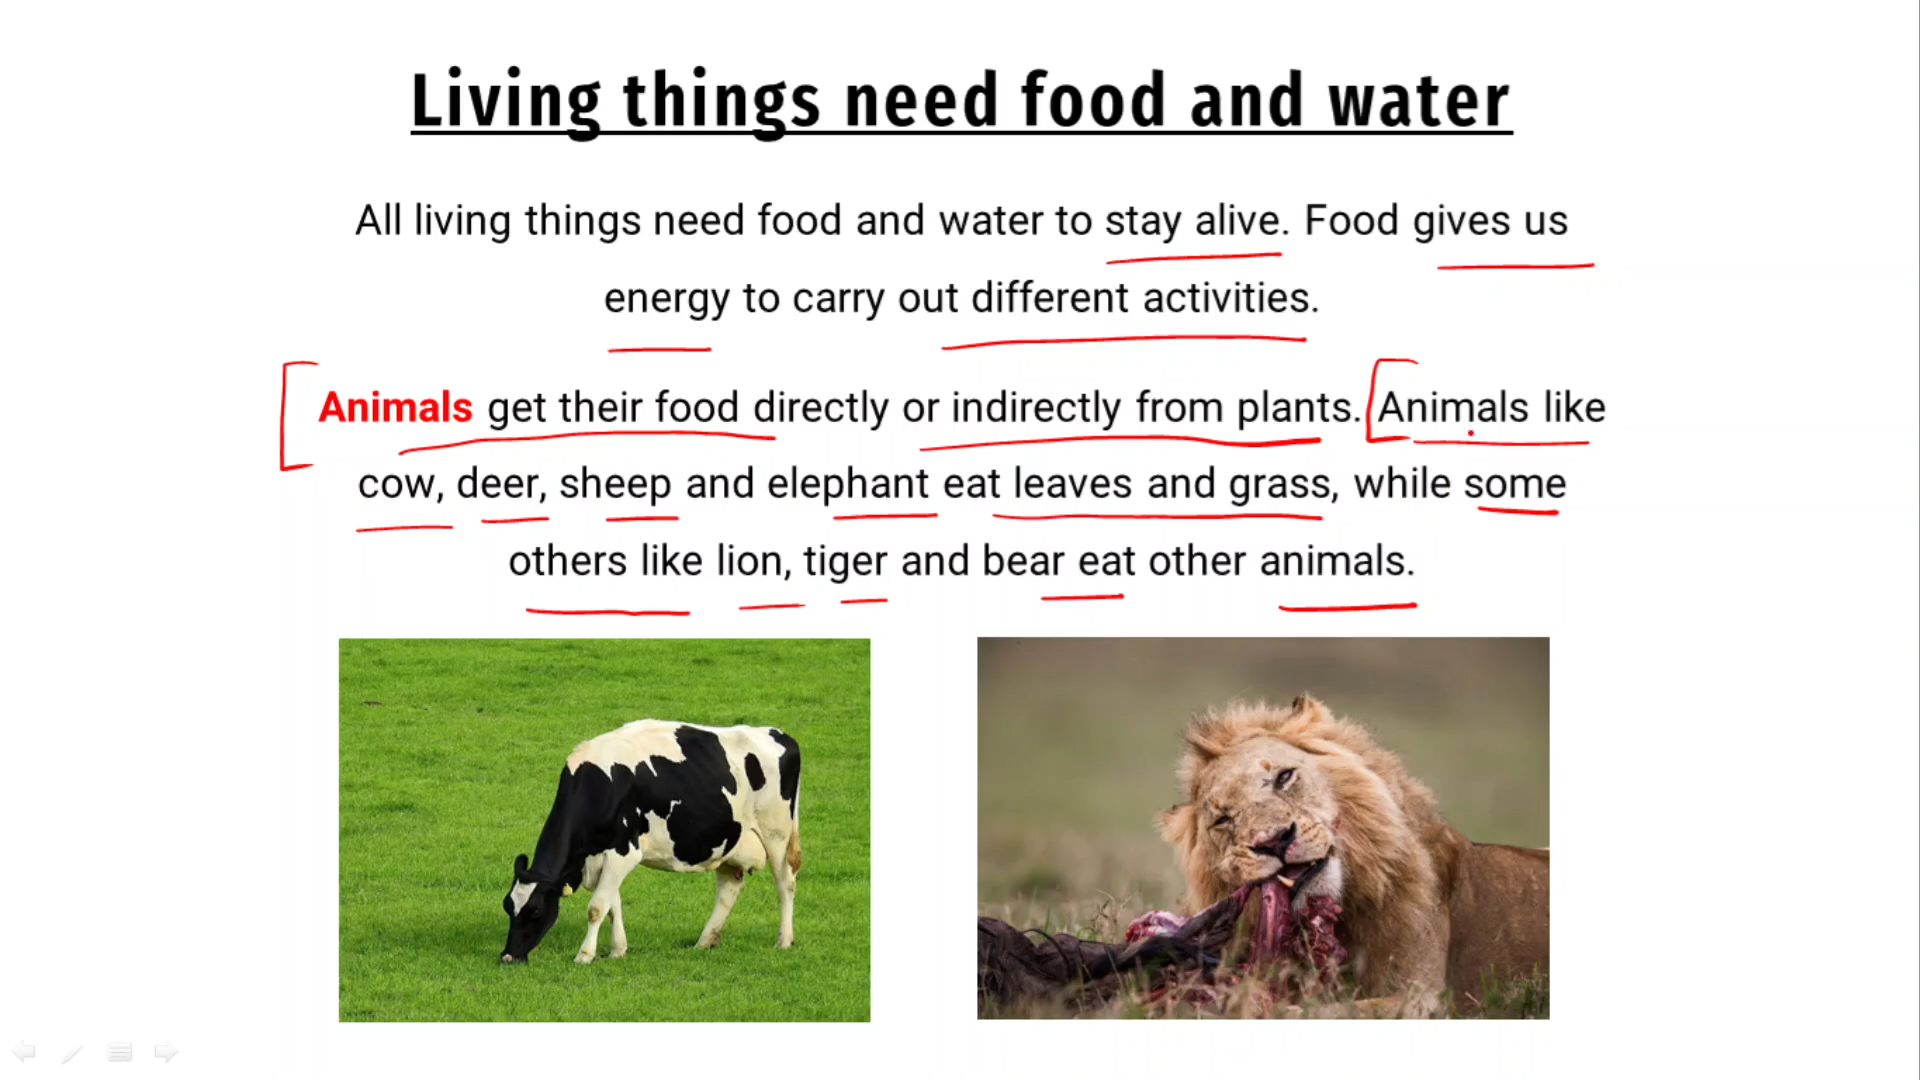 Living things need food and water
All living things need food and water to stay alive. Food gives us
energy to carry out different activities.
Animals get their food directly or indirectly from plants. Animals like
cow, deer, sheep and elephant eat leaves and grass, while some
others like lion, tiger and bear eat other animals.